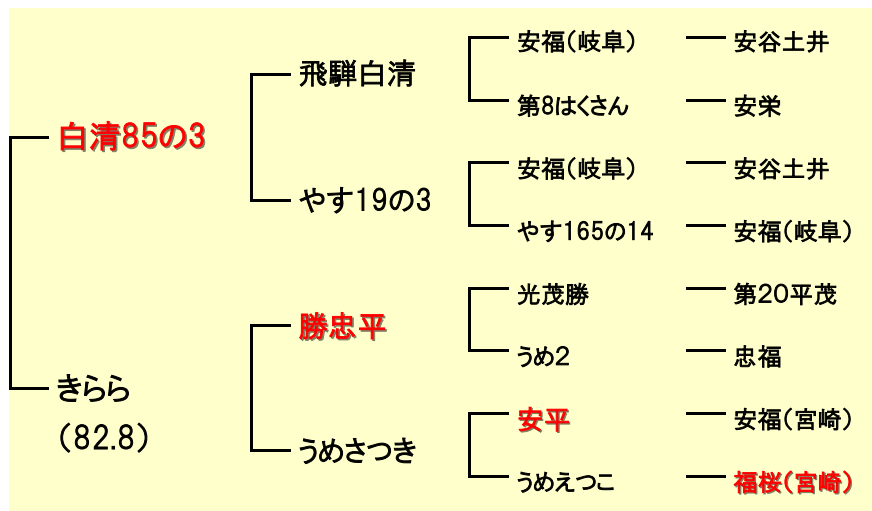 安福(岐阜) 安谷土井
飛騨白清
第8はくさん 安栄
白清85の3
安福(岐阜) 安谷土井
やす19の3
やす165の14 安福(岐阜)
光茂勝 第20平茂
勝忠平
うめ2 忠福
きらら
(82.8)
安平 安福(宮崎)
うめさつき
うめえつこ 福桜(宮崎)